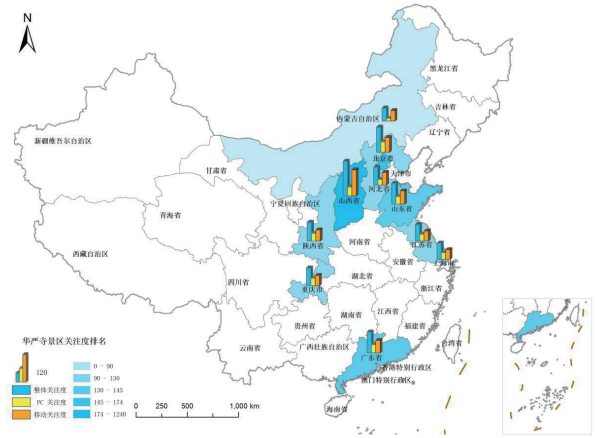 N
黑龙江省
吉林省
辽宁省
内蒙古自治区
新疆维吾尔自治区
北京市
天津市
甘肃省
河北省
山西省
宁夏回族自治区
山东省
青海省
陕西省
河南省
江苏省
西藏自治区
安徽省
上海市
四川省
重庆市
湖北省
浙江省
湖南省
江西省
贵州省
福建省
云南省
广西壮族自治区
广东省
台湾省
香港特别行政区
澳门特别行政区
海南省
华严寺景区关注度排名
120
整体关注度
PC 关注度
移动关注度
0 - 90
90 - 130
130 - 145
145 - 174
174 - 1240
0 250 500 1,000 km